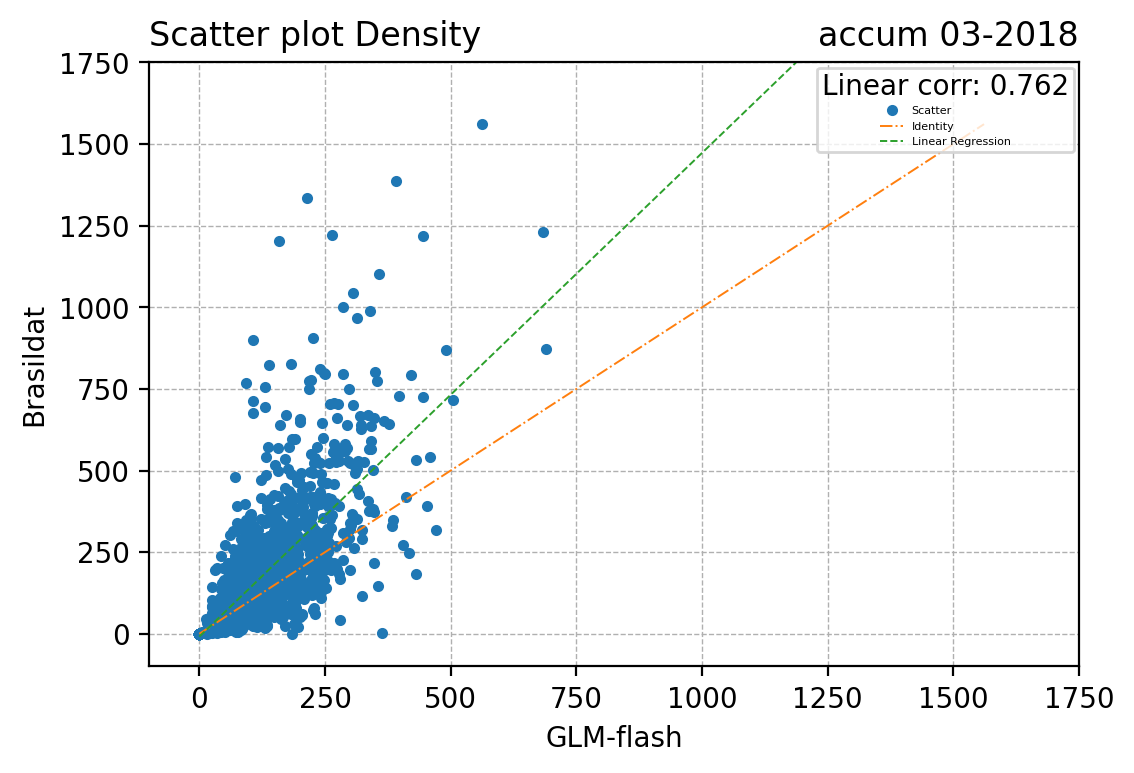 Scatter plot Density
accum 03-2018
Linear corr: 0.762
Scatter
Identity
Linear Regression
1750
1500
1250
1000
750
500
250
0
Brasildat
0 250 500 750 1000 1250 1500 1750
GLM-flash